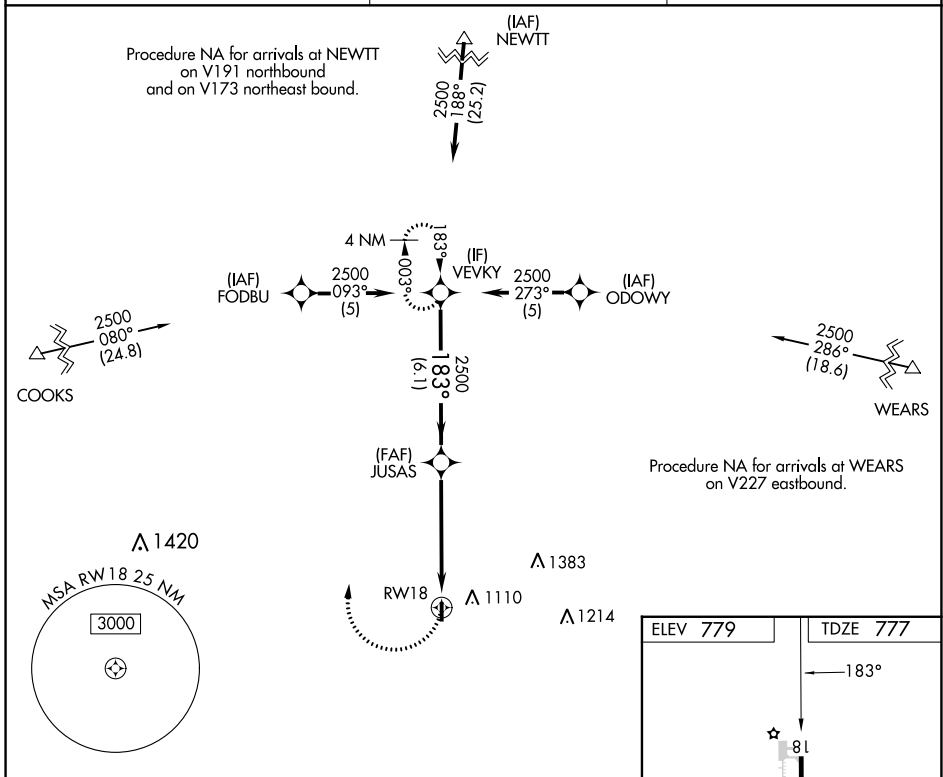 (IAF)
NEWTT
Procedure NA for arrivals at NEWTT
on V191 northbound
and on V173 northeast bound.
2500
188°
(25.2)
4 NM
183°
003°
(IF)
VEVKY
(IAF)
FODBU
2500
093°
(5)
2500
273°
(5)
(IAF)
ODOWY
2500
080°
(24.8)
COOKS
2500
286°
(18.6)
WEARS
2500
183°
(6.1)
(FAF)
JUSAS
Procedure NA for arrivals at WEARS
on V227 eastbound.
1420
1383
MSA RW18 25 NM
3000
RW18
1110
1214
ELEV 779
TDZE 777
183°
18